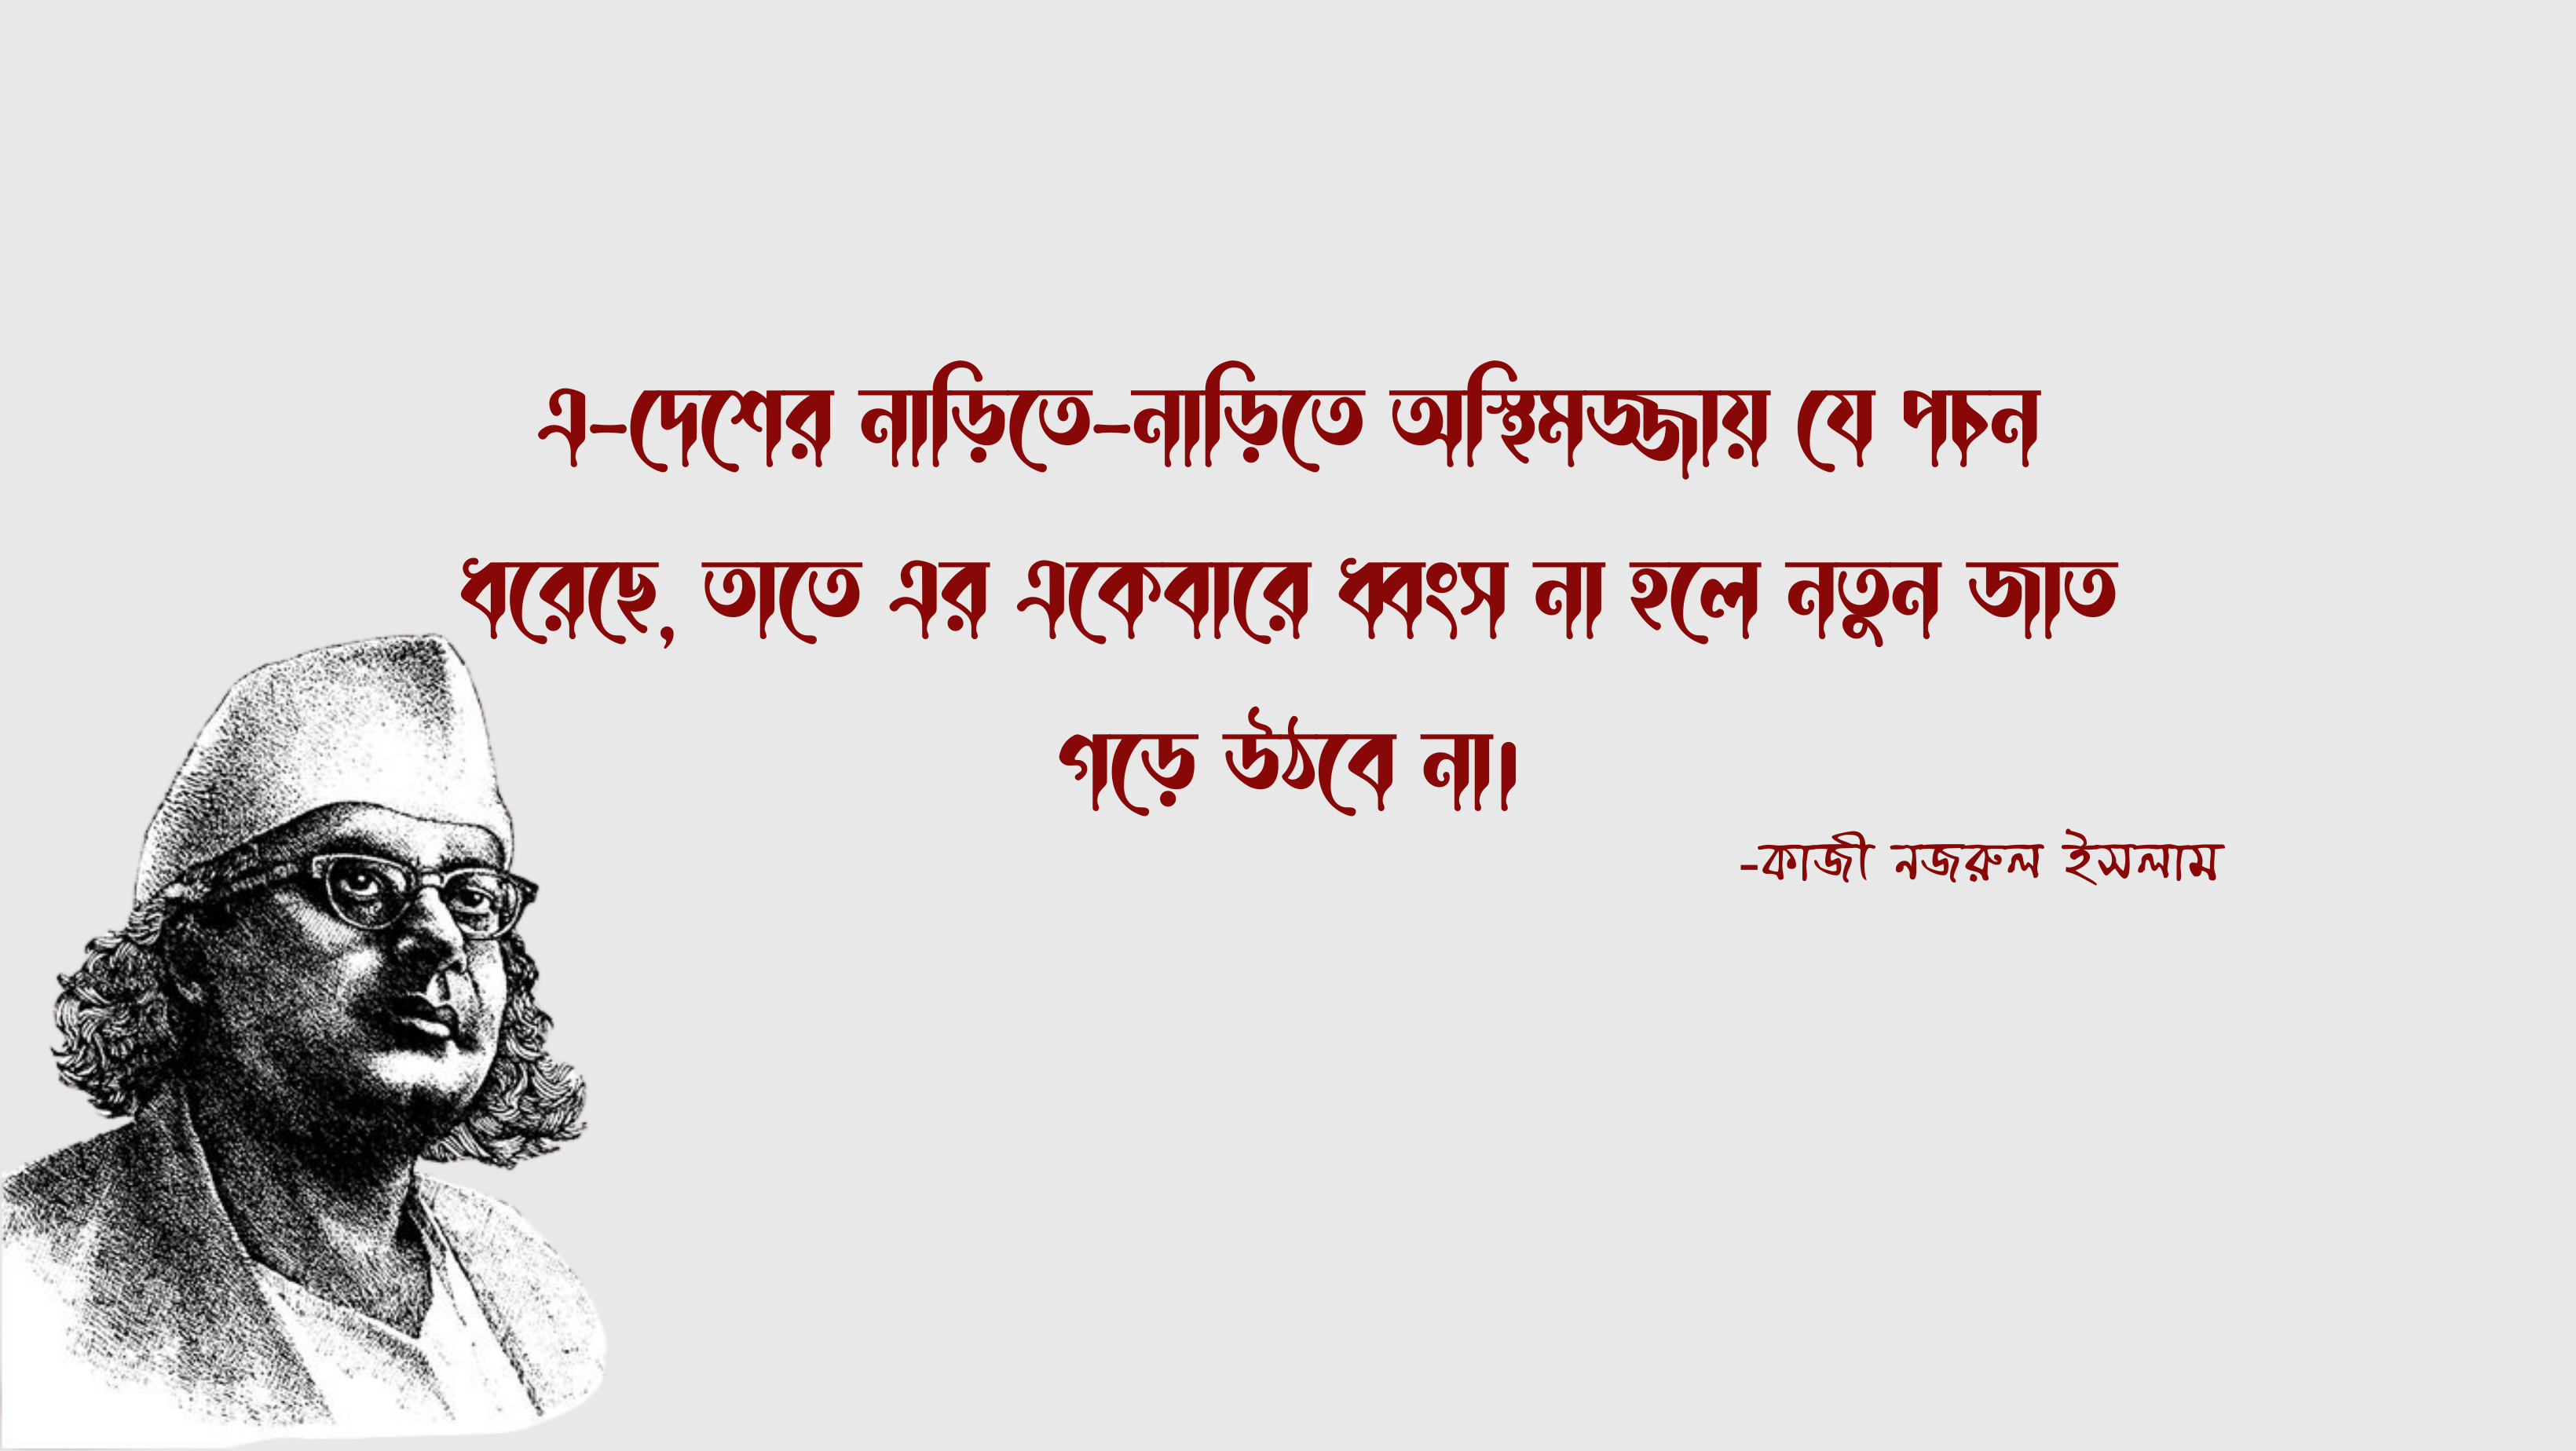 এ-দেশের নাড়িতে-নাড়িতে অস্থিমজ্জায় যে পচন
ধরেছে, তাতে এর একেবারে ধ্বংস না হলে নতুন জাত
গড়ে উঠবে না।
-কাজী নজরুল ইসলাম